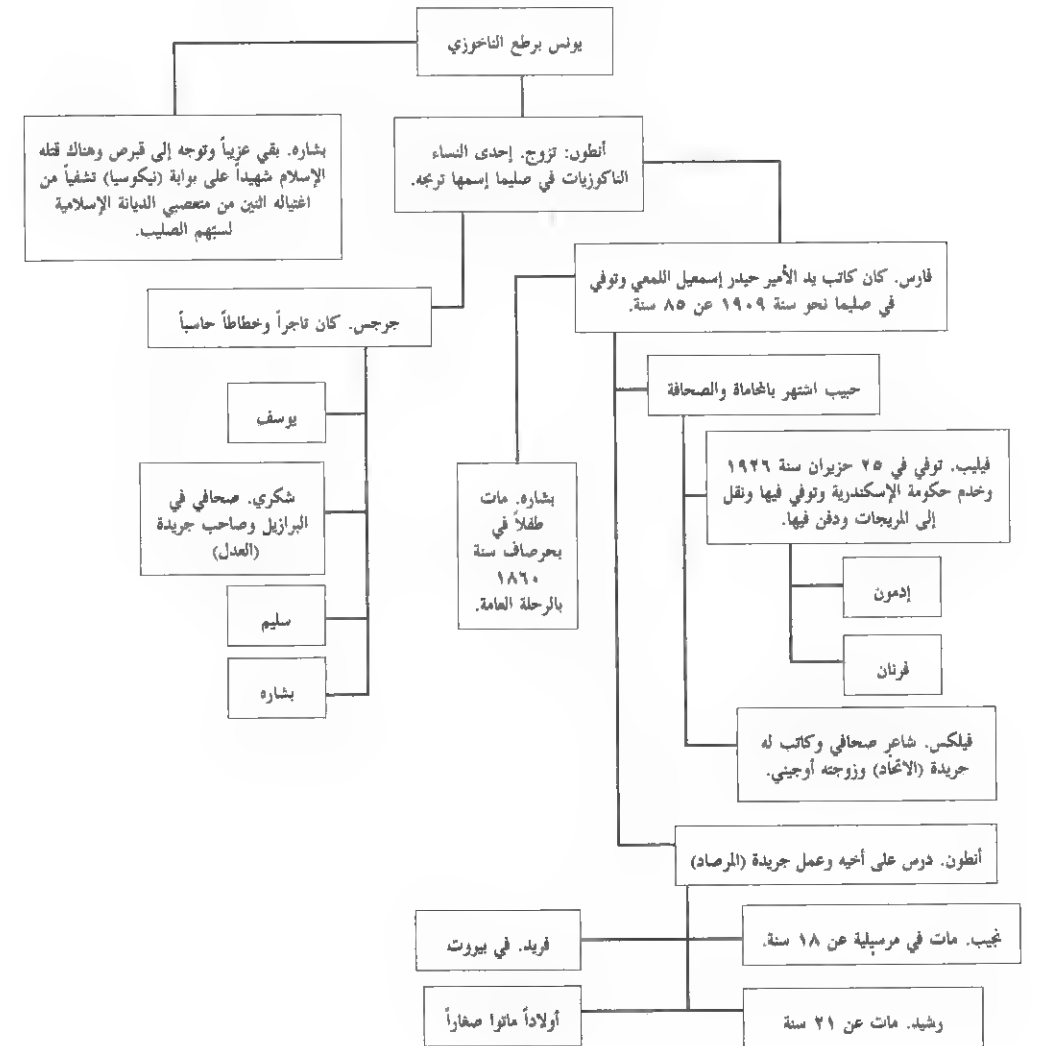 يونس برطع الناخوزي
بشاره. بقي عزيباً وتوجه إلى قبرص وهناك قتله
الإسلام شهيداً على بوابة (نيكوسيا) تشفياً من
اغتياله اثنين من متعصبي الديانة الإسلامية
لسبّهم الصليب.
أنطون: تزوج. إحدى النساء
الناكوزيات في صليما إسمها تريجه.
فارس. كان كاتب يد الأمير حيدر إسمعيل اللمعي وتوفي
في صليما نحو سنة ١٩٠٩ عن ٨٥ سنة.
جرجس. كان تاجراً وخطاطاً حاسباً
يوسف
شكري. صحافي في
البرازيل وصاحب جريدة
(العدل)
سليم
بشاره
بشاره. مات
طفلاً في
بحرصاف سنة
١٨٦٠
بالرحلة العامة.
حبيب اشتهر بالمحاماة والصحافة
فيليب. توفي في ٢٥ حزيران سنة ١٩٢٦
وخدم حكومة الإسكندرية وتوفي فيها ونقل
إلى المريجات ودفن فيها.
إدمون
فرنان
فيلكس. شاعر صحافي وكاتب له
جريدة (الاتحاد) وزوجته أوجيني.
أنطون. درس على أخيه وعمل جريدة (المرصاد)
نجيب. مات في مرسيلية عن ١٨ سنة.
فريد. في بيروت
رشيد. مات عن ٢١ سنة
أولاداً ماتوا صغاراً